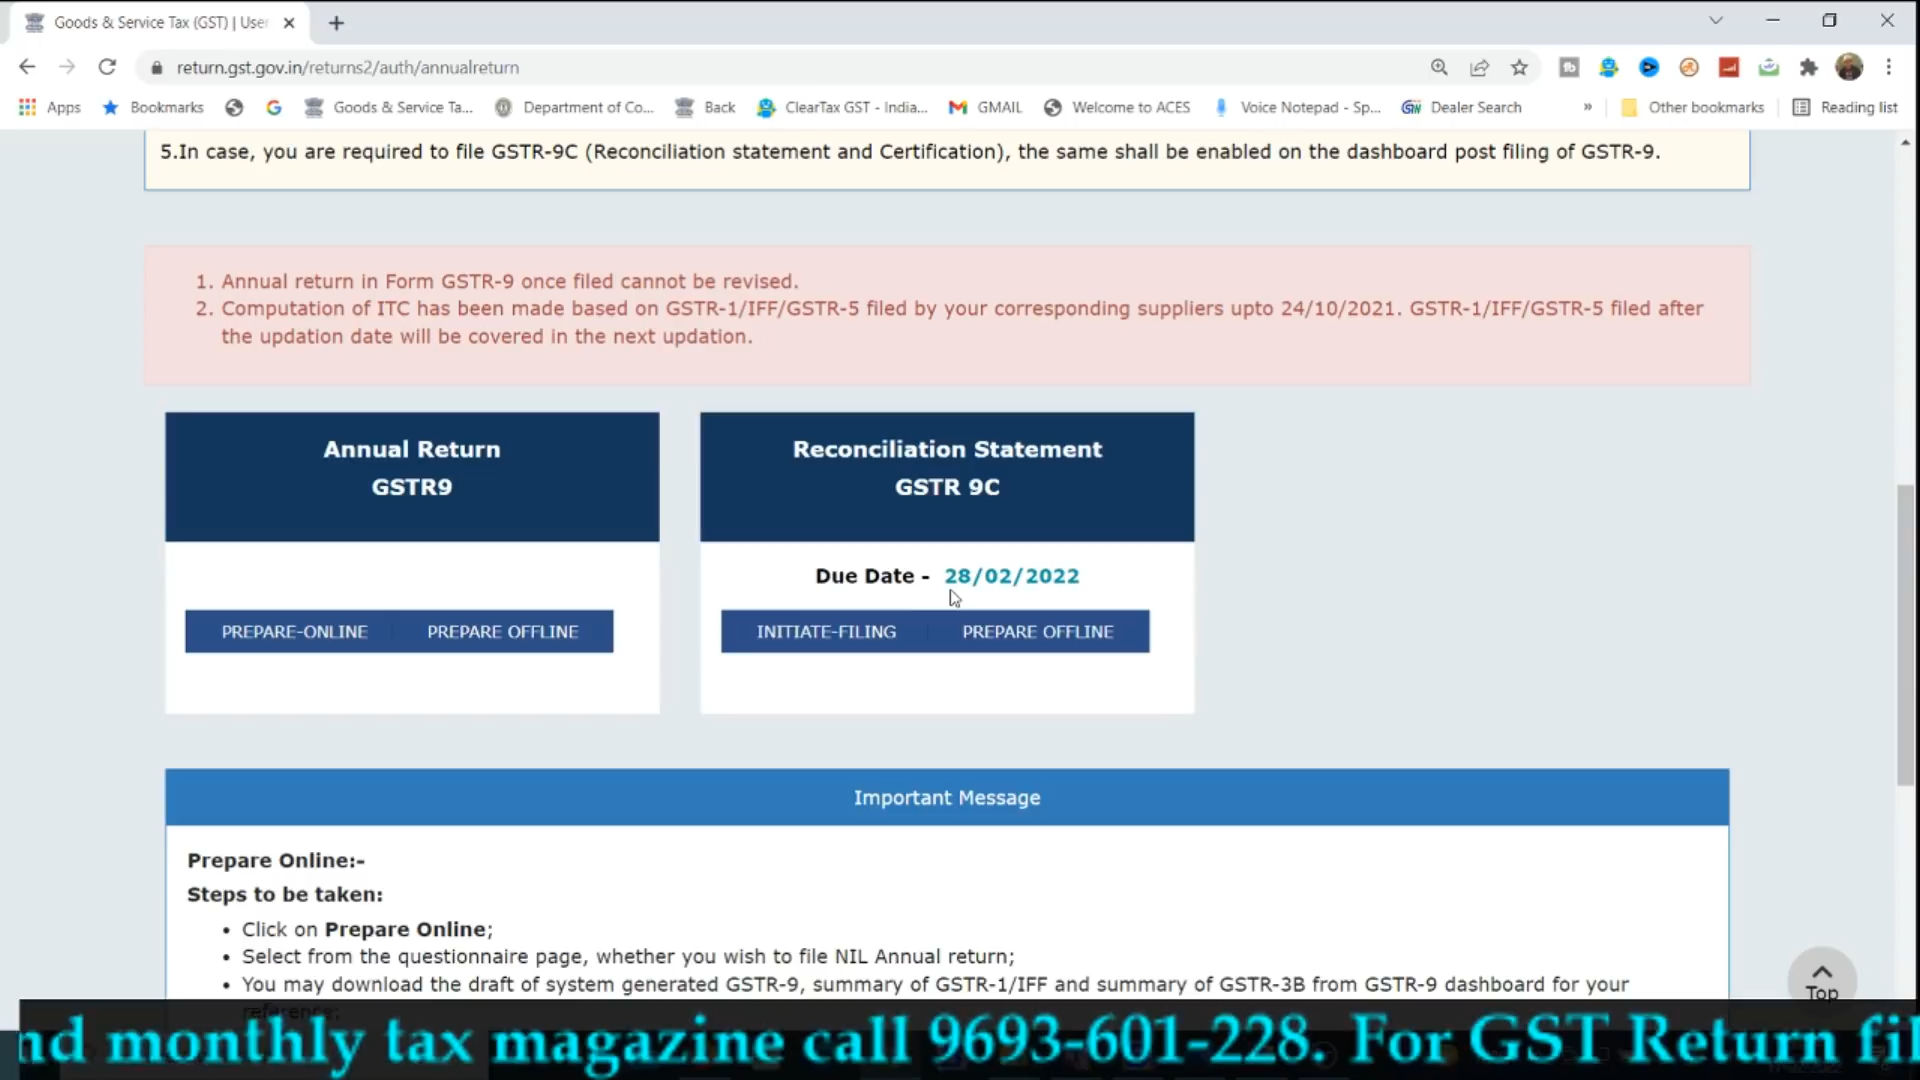 Goods & Service Tax (GST) | User
return.gst.gov.in/returns2/auth/annualreturn
Apps Bookmarks Goods & Service Ta... Department of Co... Back ClearTax GST - India... GMAIL Welcome to ACES Voice Notepad - Sp... Dealer Search » Other bookmarks Reading list
5.In case, you are required to file GSTR-9C (Reconciliation statement and Certification), the same shall be enabled on the dashboard post filing of GSTR-9.
1. Annual return in Form GSTR-9 once filed cannot be revised.
2. Computation of ITC has been made based on GSTR-1/IFF/GSTR-5 filed by your corresponding suppliers upto 24/10/2021. GSTR-1/IFF/GSTR-5 filed after
the updation date will be covered in the next updation.
Annual Return
GSTR9
PREPARE-ONLINE PREPARE OFFLINE
Reconciliation Statement
GSTR 9C
Due Date - 28/02/2022
INITIATE-FILING PREPARE OFFLINE
Important Message
Prepare Online:-
Steps to be taken:
• Click on Prepare Online;
• Select from the questionnaire page, whether you wish to file NIL Annual return;
• You may download the draft of system generated GSTR-9, summary of GSTR-1/IFF and summary of GSTR-3B from GSTR-9 dashboard for your
reference;
Top
nd monthly tax magazine call 9693-601-228. For GST Return fil